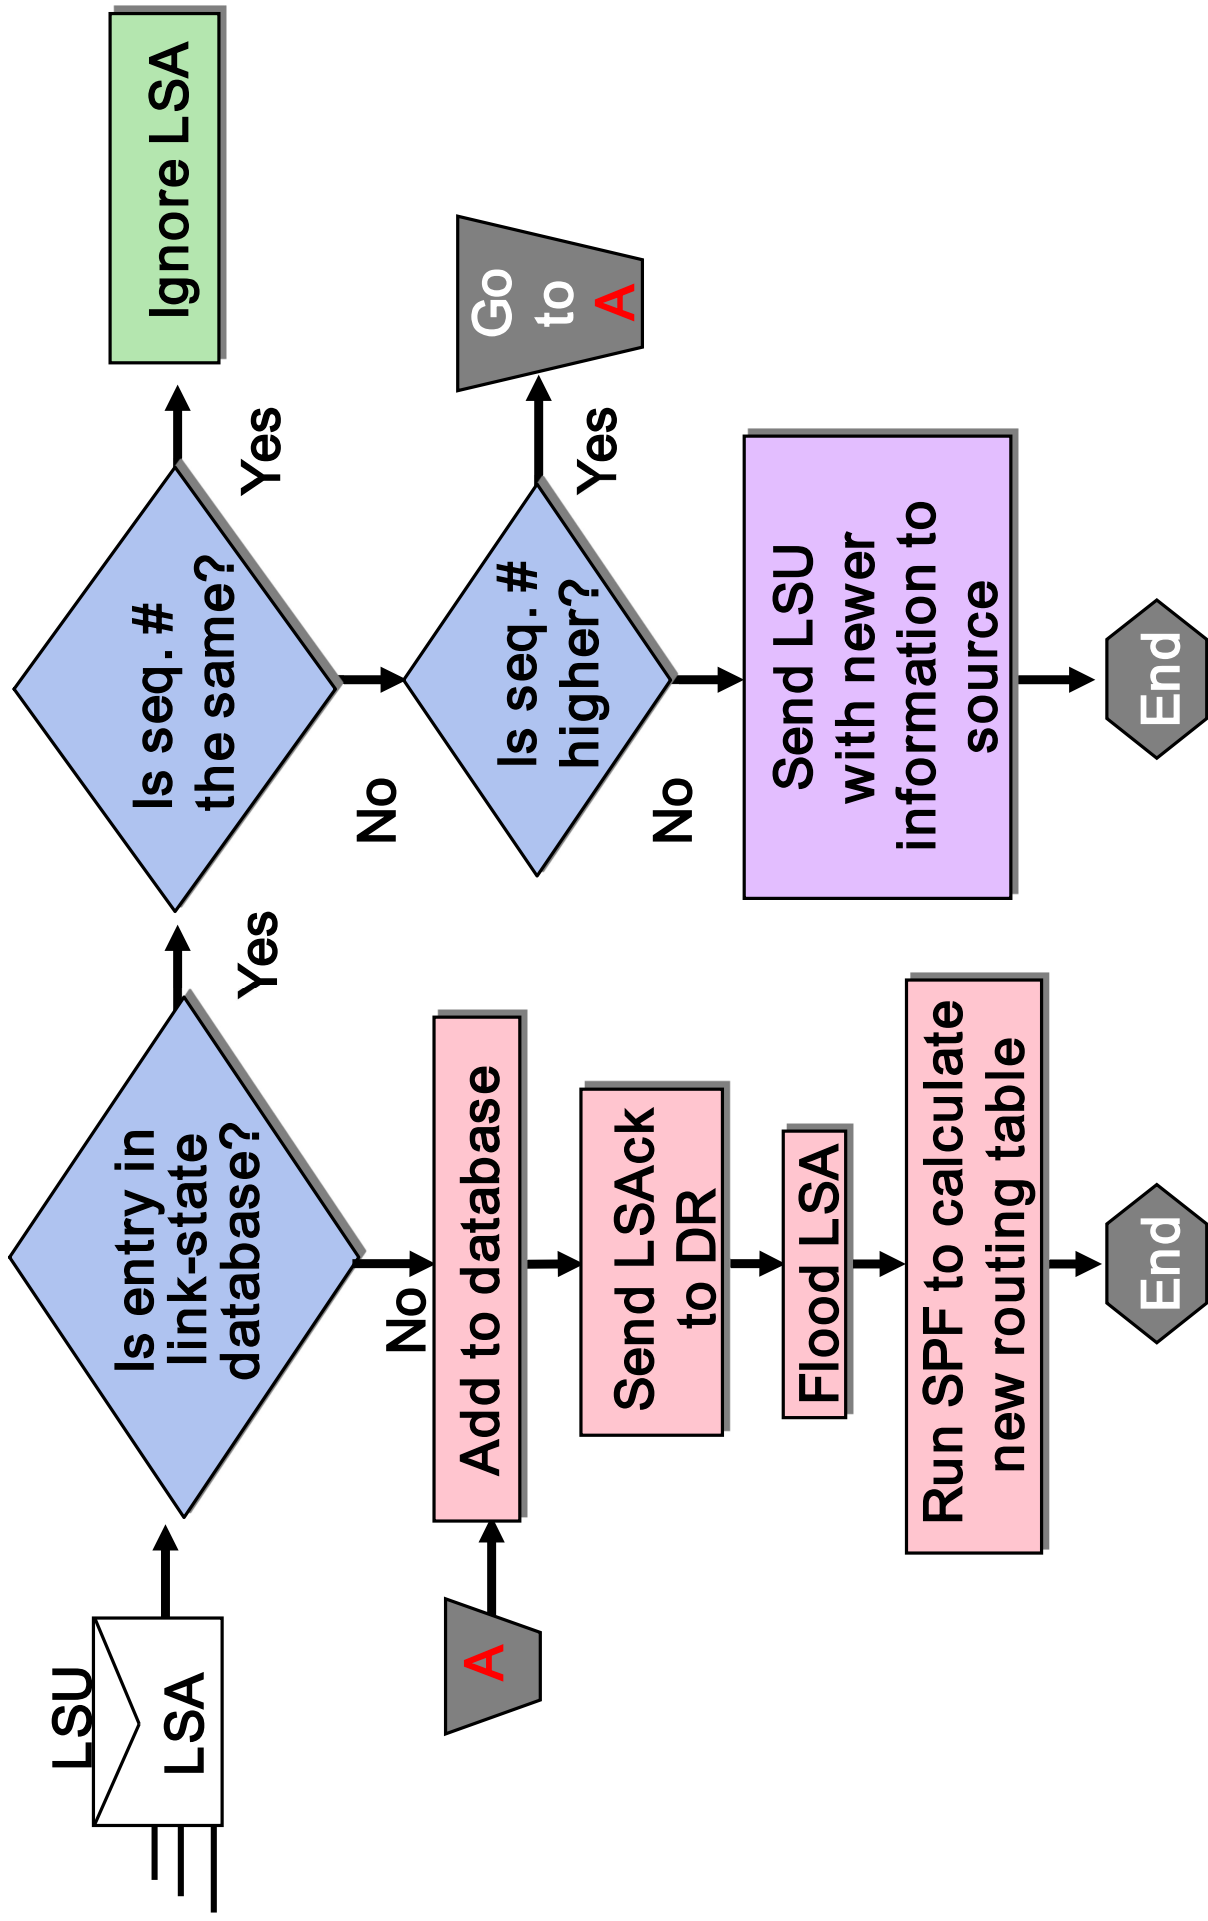 LSU
LSA
Is entry in
link-state
database?
Yes
Is seq. #
the same?
Yes
Ignore LSA
No
No
Is seq. #
higher?
Yes
Go
to
A
A
Add to database
No
Send LSAck
to DR
Send LSU
with newer
information to
source
Flood LSA
Run SPF to calculate
new routing table
End
End